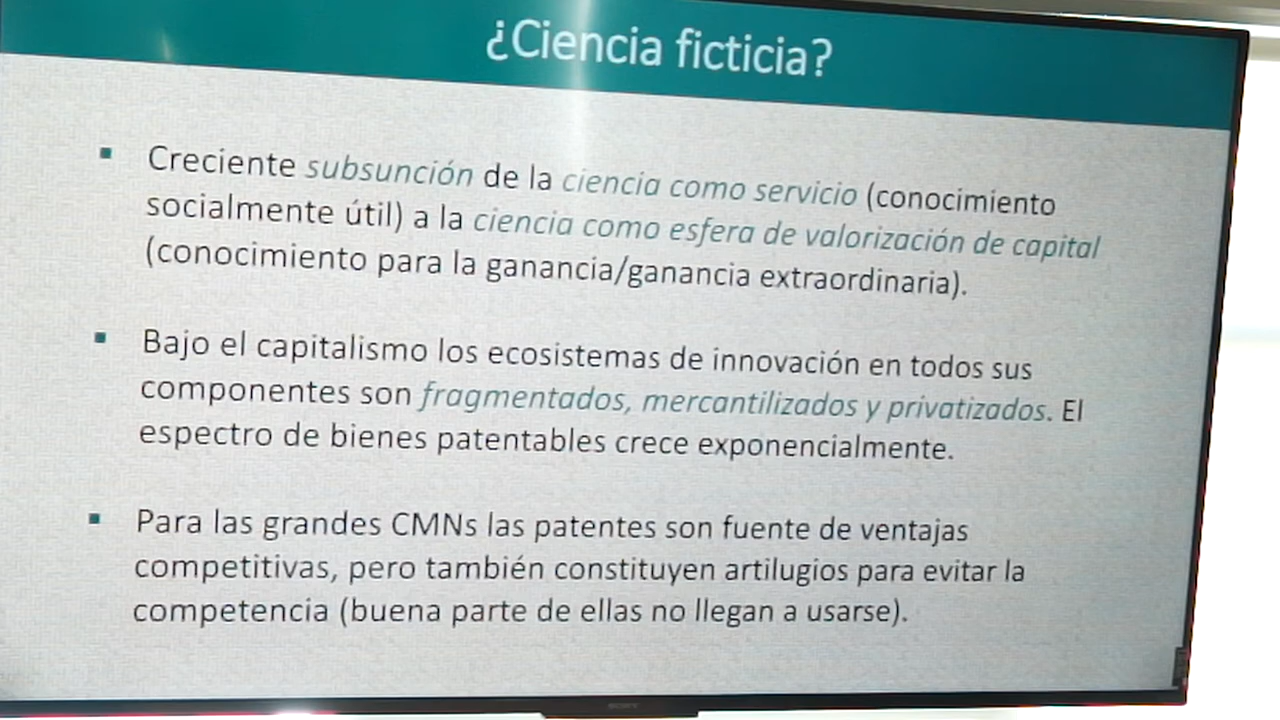 ¿Ciencia ficticia?
Creciente subsunción de la ciencia como servicio (conocimiento
socialmente útil) a la ciencia como esfera de valorización de capital
(conocimiento para la ganancia/ganancia extraordinaria).
Bajo el capitalismo los ecosistemas de innovación en todos sus
componentes son fragmentados, mercantilizados y privatizados. El
espectro de bienes patentables crece exponencialmente.
Para las grandes CMNs las patentes son fuente de ventajas
competitivas, pero también constituyen artilugios para evitar la
competencia (buena parte de ellas no llegan a usarse).
SONY